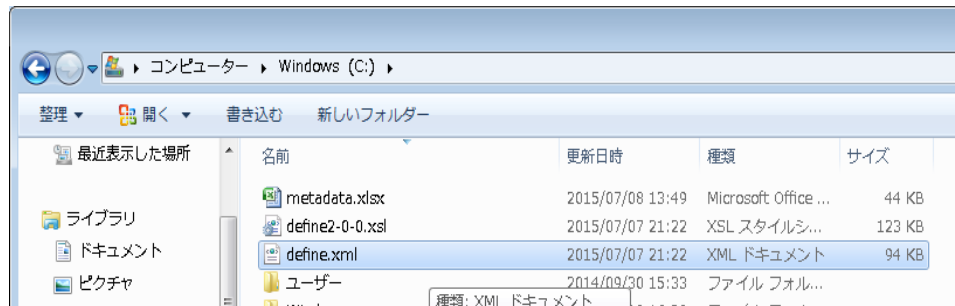 コンピューター ▸ Windows (C:) ▸
整理 ▼ 開く ▼ 書き込む 新しいフォルダー
最近表示した場所
ライブラリ
ドキュメント
ピクチャ
名前 更新日時 種類 サイズ
metadata.xlsx 2015/07/08 13:49 Microsoft Office ... 44 KB
define2-0-0.xsl 2015/07/07 21:22 XSL スタイルシ... 123 KB
define.xml 2015/07/07 21:22 XML ドキュメント 94 KB
ユーザー 2014/09/30 15:33 ファイル フォル...
種類: XML ドキュメント